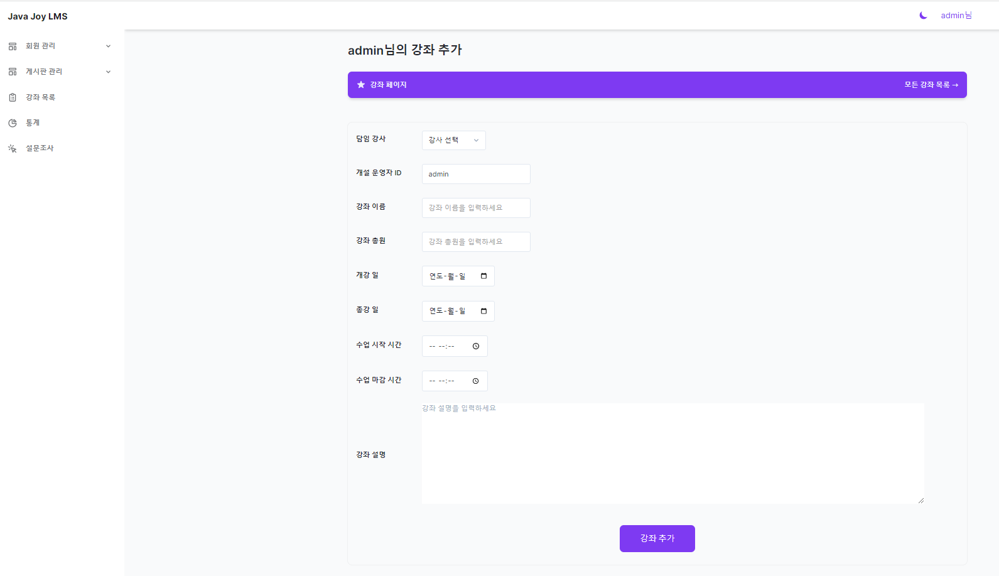 Java Joy LMS
admin님
회원 관리
게시판 관리
강좌 목록
통계
설문조사
admin님의 강좌 추가
강좌 페이지
모든 강좌 목록 →
담임 강사
강사 선택
개설 운영자 ID
admin
강좌 이름
강좌 이름을 입력하세요
강좌 총원
강좌 총원을 입력하세요
개강 일
연도-월-일
종강 일
연도-월-일
수업 시작 시간
-- --:--
수업 마감 시간
-- --:--
강좌 설명
강좌 설명을 입력하세요
강좌 추가